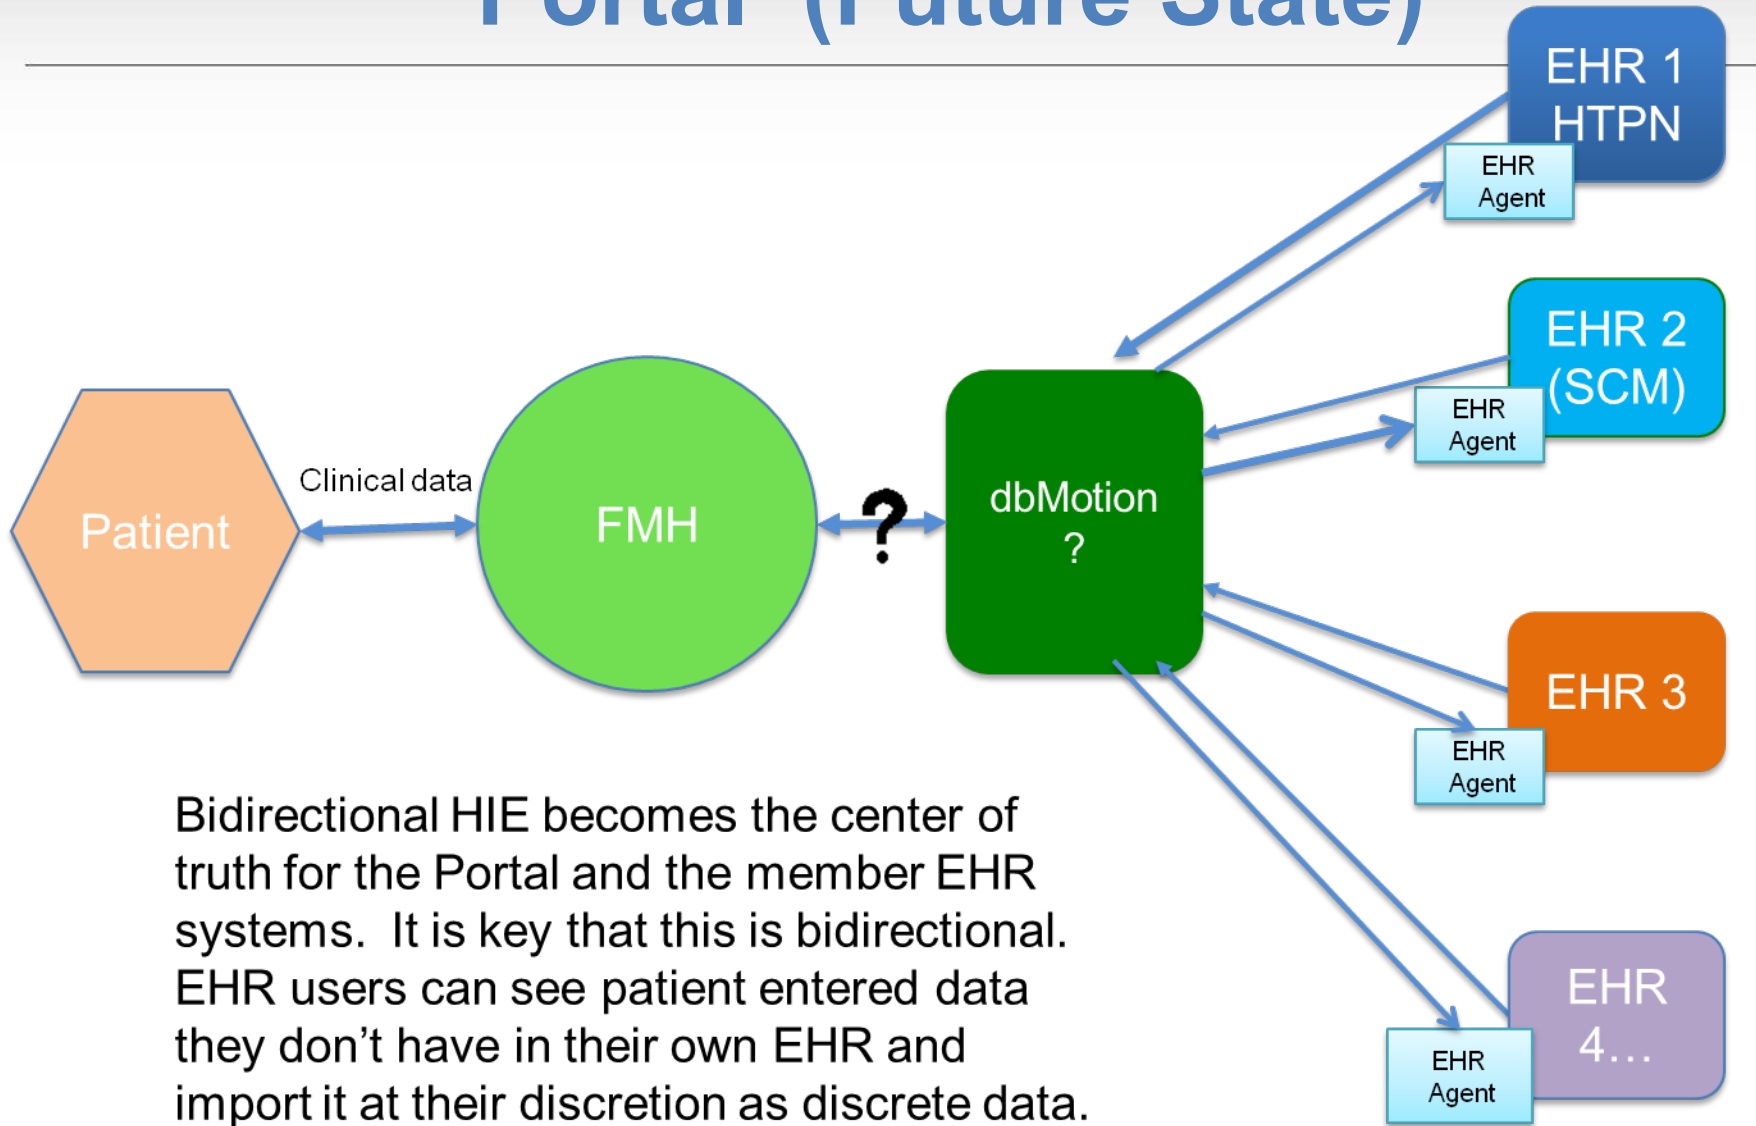 Portal (Future State)
EHR 1
HTPN
EHR
Agent
EHR 2
(SCM)
EHR
Agent
Patient
Clinical data
FMH
?
dbMotion
?
EHR 3
EHR
Agent
EHR
4…
EHR
Agent
Bidirectional HIE becomes the center of
truth for the Portal and the member EHR
systems.  It is key that this is bidirectional.
EHR users can see patient entered data
they don’t have in their own EHR and
import it at their discretion as discrete data.